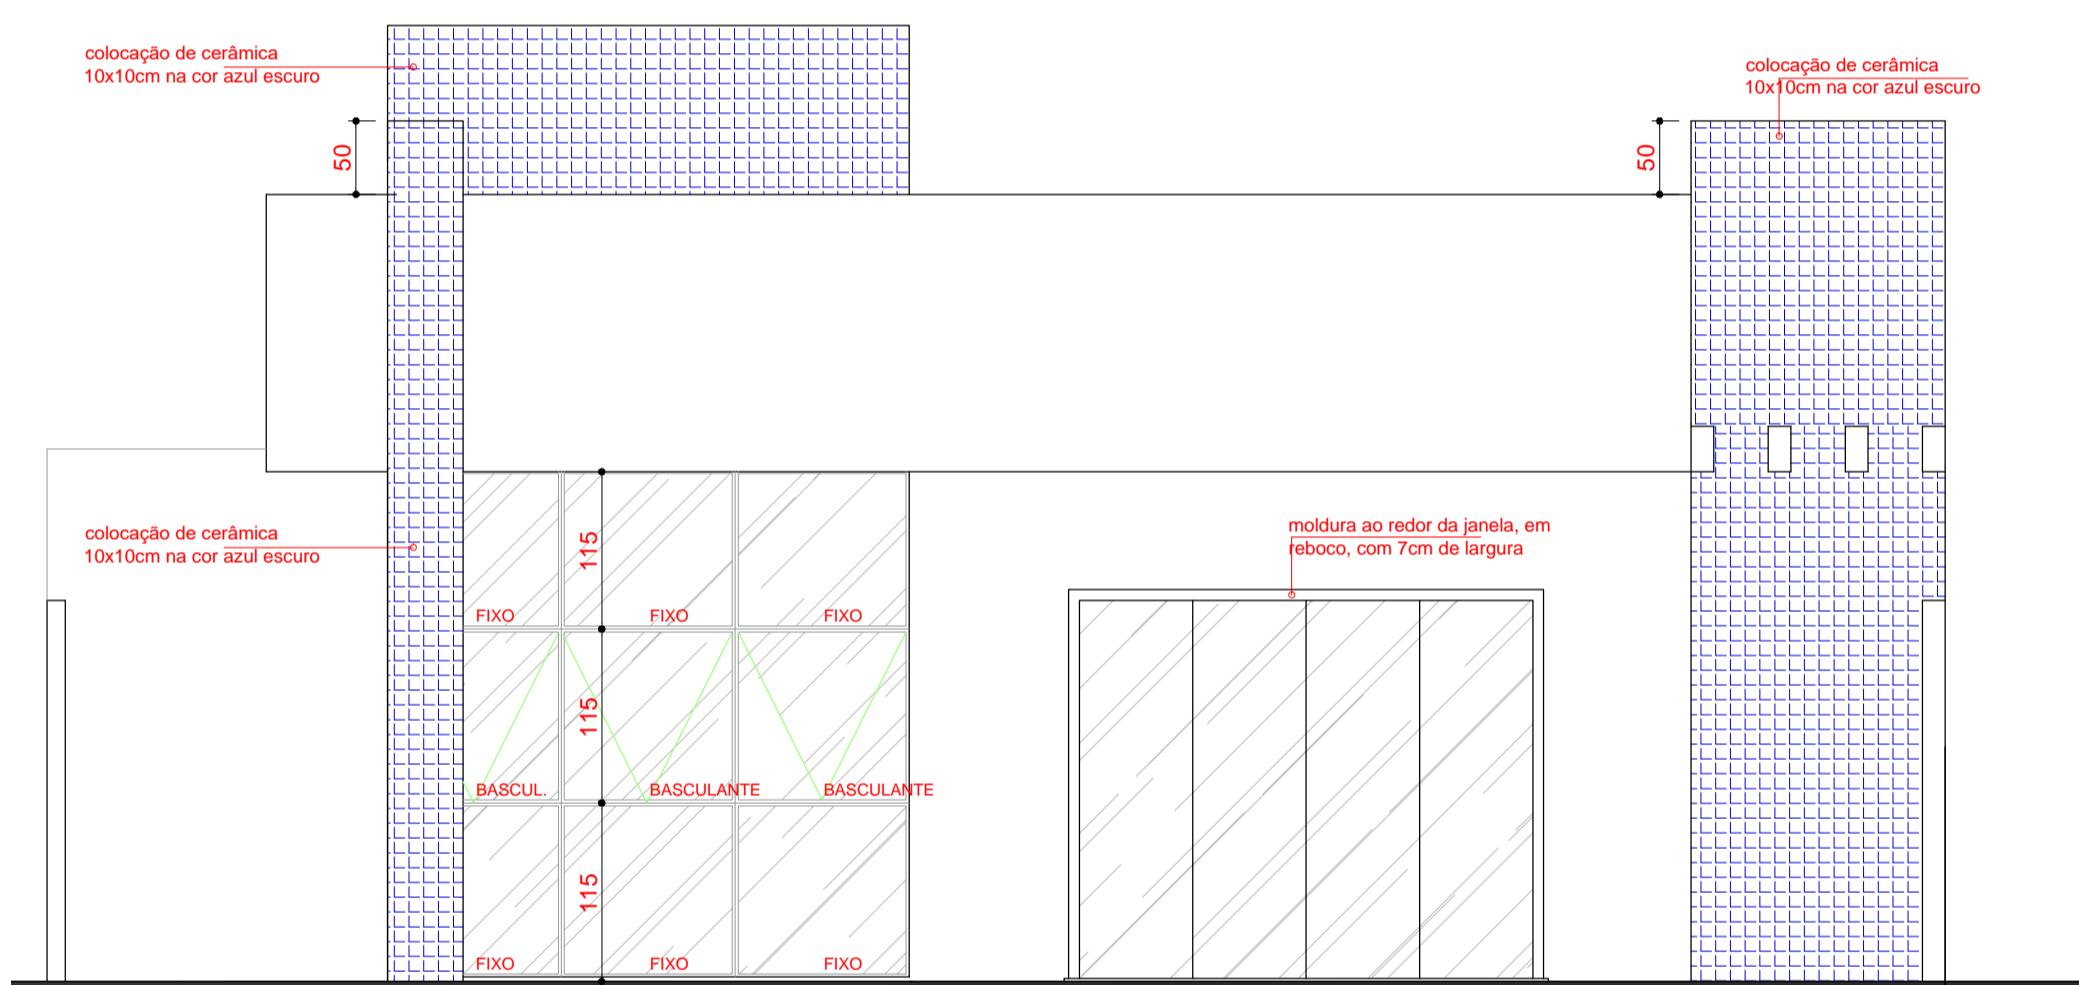 colocação de cerâmica
10x10cm na cor azul escuro
colocação de cerâmica
10x10cm na cor azul escuro
50
50
colocação de cerâmica
10x10cm na cor azul escuro
moldura ao redor da janela, em
reboco, com 7cm de largura
115
FIXO
FIXO
FIXO
115
BASCUL.
BASCULANTE
BASCULANTE
115
FIXO
FIXO
FIXO